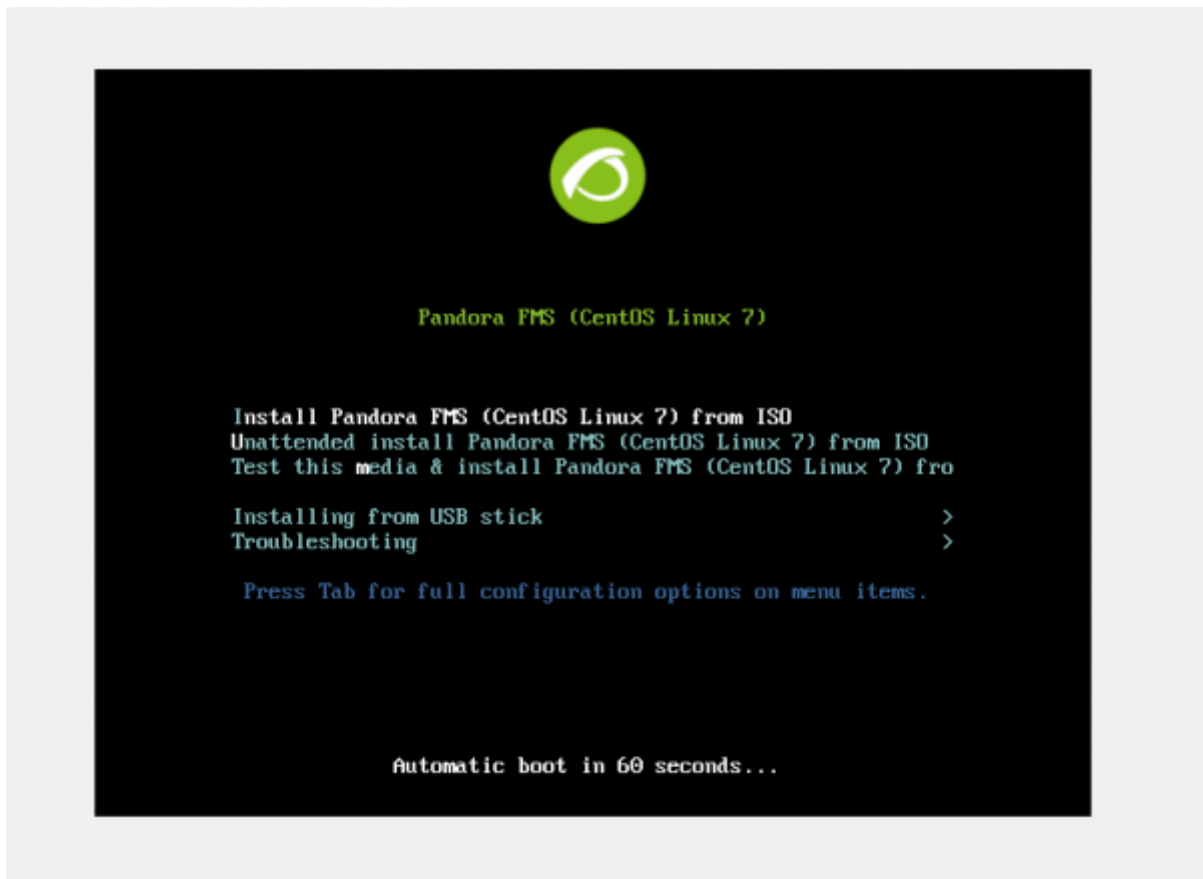 Pandora FMS (CentOS Linux 7)
Install Pandora FMS (CentOS Linux 7) from ISO
Unattended install Pandora FMS (CentOS Linux 7) from ISO
Test this media & install Pandora FMS (CentOS Linux 7) fro
Installing from USB stick >
Troubleshooting >
Press Tab for full configuration options on menu items.
Automatic boot in 60 seconds...